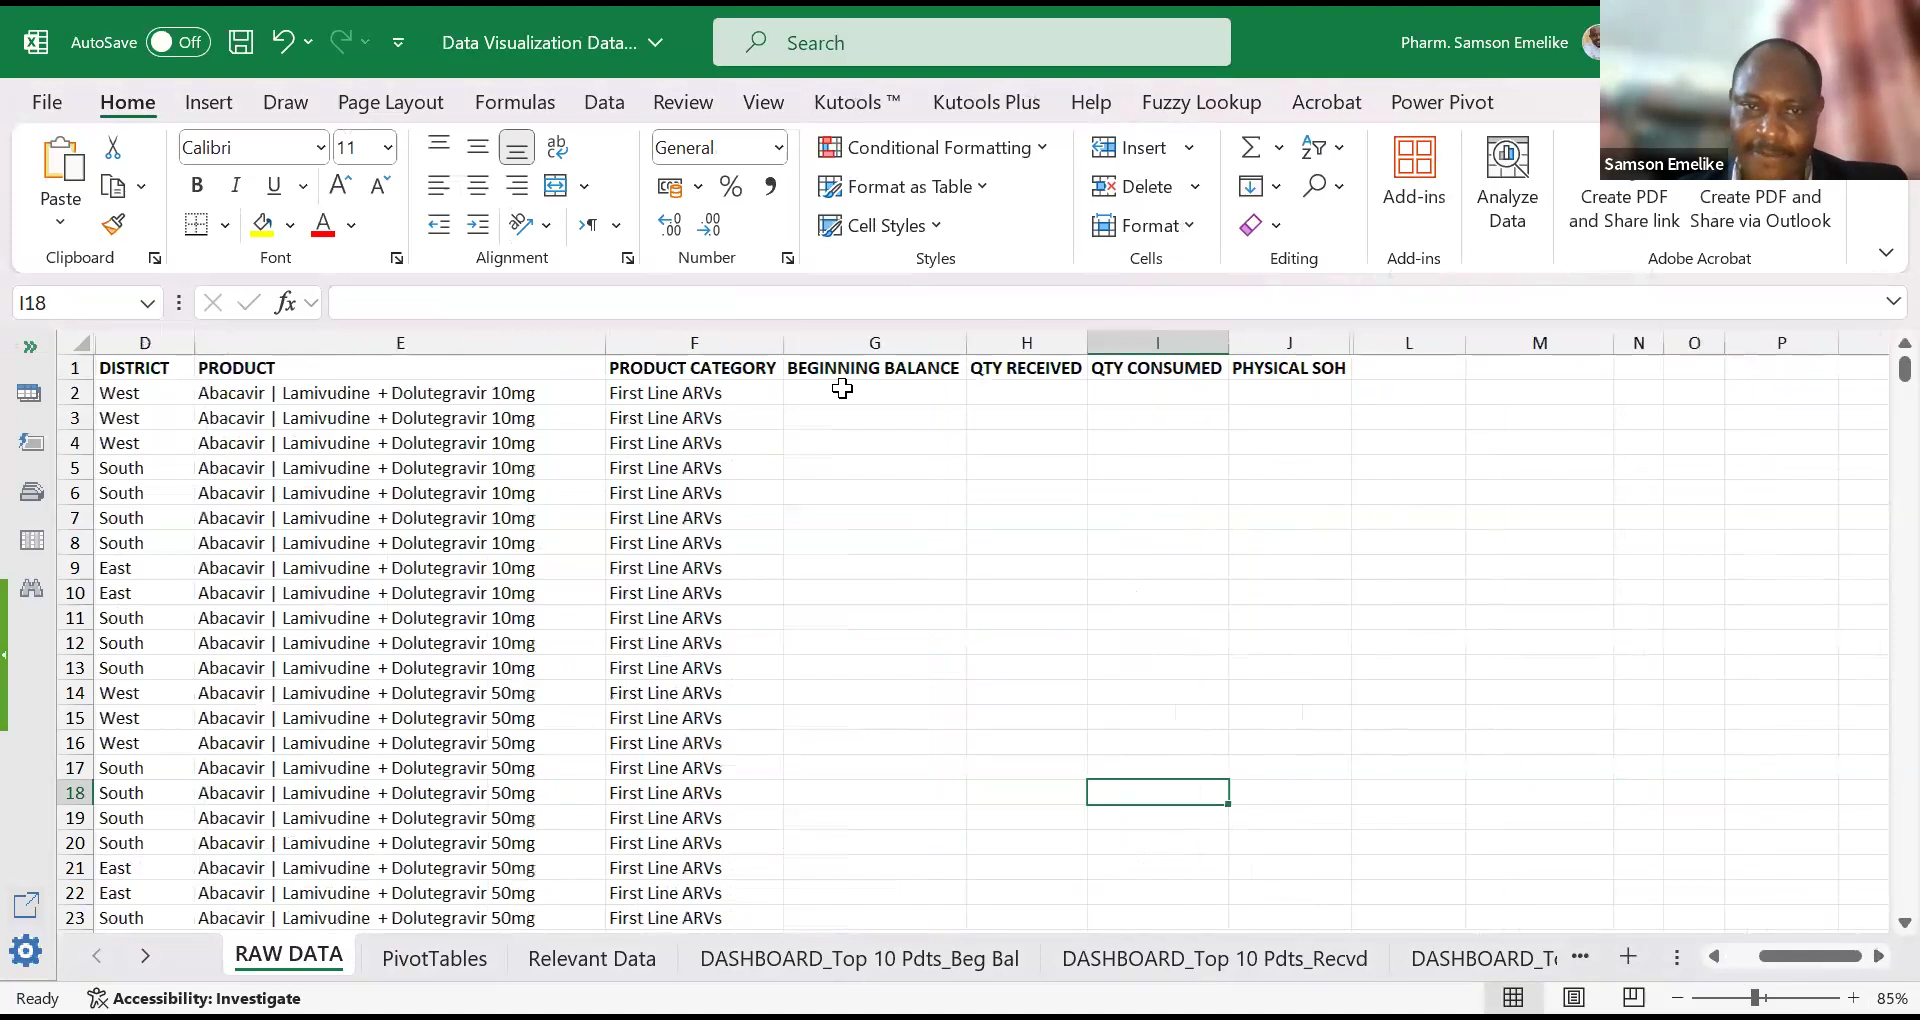 AutoSave Off Data Visualization Data... Search Pharm. Samson Emelike
File Home Insert Draw Page Layout Formulas Data Review View Kutools ™ Kutools Plus Help Fuzzy Lookup Acrobat Power Pivot
Samson Emelike
Paste
Calibri 11
General
Conditional Formatting
Format as Table
Cell Styles
Insert
Delete
Format
Add-ins
Analyze Data
Create PDF and Share link
Create PDF and Share via Outlook
Clipboard Font Alignment Number Styles Cells Editing Add-ins Adobe Acrobat
I18 fx
D E F G H I J L M N O P
1 DISTRICT PRODUCT PRODUCT CATEGORY BEGINNING BALANCE QTY RECEIVED QTY CONSUMED PHYSICAL SOH
2 West Abacavir | Lamivudine + Dolutegravir 10mg First Line ARVs
3 West Abacavir | Lamivudine + Dolutegravir 10mg First Line ARVs
4 West Abacavir | Lamivudine + Dolutegravir 10mg First Line ARVs
5 South Abacavir | Lamivudine + Dolutegravir 10mg First Line ARVs
6 South Abacavir | Lamivudine + Dolutegravir 10mg First Line ARVs
7 South Abacavir | Lamivudine + Dolutegravir 10mg First Line ARVs
8 South Abacavir | Lamivudine + Dolutegravir 10mg First Line ARVs
9 East Abacavir | Lamivudine + Dolutegravir 10mg First Line ARVs
10 East Abacavir | Lamivudine + Dolutegravir 10mg First Line ARVs
11 South Abacavir | Lamivudine + Dolutegravir 10mg First Line ARVs
12 South Abacavir | Lamivudine + Dolutegravir 10mg First Line ARVs
13 South Abacavir | Lamivudine + Dolutegravir 10mg First Line ARVs
14 West Abacavir | Lamivudine + Dolutegravir 50mg First Line ARVs
15 West Abacavir | Lamivudine + Dolutegravir 50mg First Line ARVs
16 West Abacavir | Lamivudine + Dolutegravir 50mg First Line ARVs
17 South Abacavir | Lamivudine + Dolutegravir 50mg First Line ARVs
18 South Abacavir | Lamivudine + Dolutegravir 50mg First Line ARVs
19 South Abacavir | Lamivudine + Dolutegravir 50mg First Line ARVs
20 South Abacavir | Lamivudine + Dolutegravir 50mg First Line ARVs
21 East Abacavir | Lamivudine + Dolutegravir 50mg First Line ARVs
22 East Abacavir | Lamivudine + Dolutegravir 50mg First Line ARVs
23 South Abacavir | Lamivudine + Dolutegravir 50mg First Line ARVs
RAW DATA PivotTables Relevant Data DASHBOARD_Top 10 Pdts_Beg Bal DASHBOARD_Top 10 Pdts_Recvd DASHBOARD_To
Ready Accessibility: Investigate 85%